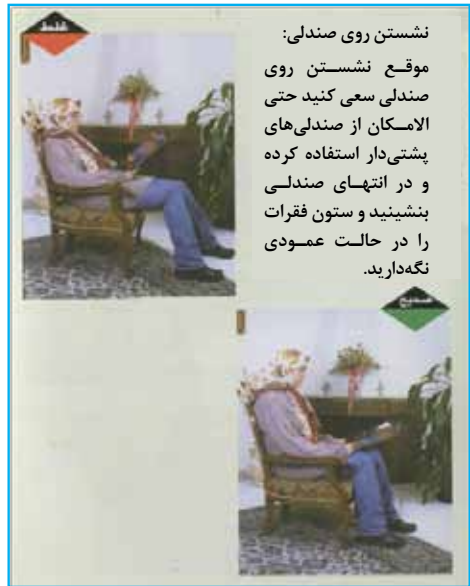 غلط
نشستن روی صندلی:
موقع نشستن روی
صندلی سعی کنید حتی
الامکان از صندلی‌های
پشتی‌دار استفاده کرده
و در انتهای صندلی
بنشینید و ستون فقرات
را در حالت عمودی
نگه‌دارید.
صحیح